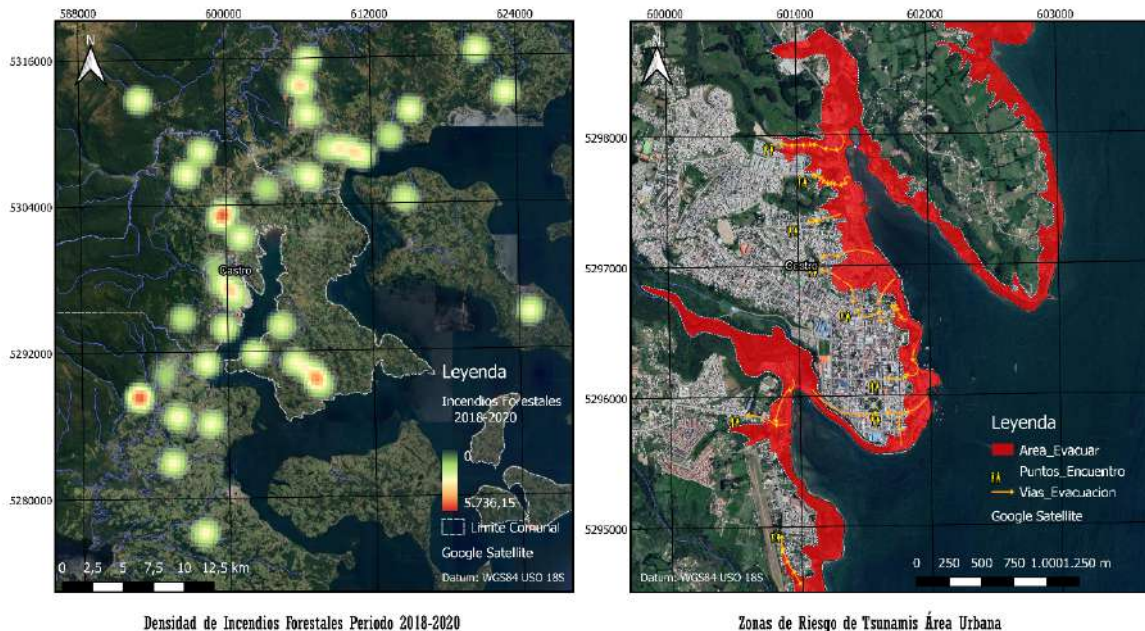 588000
600000
612000
624000
N
5316000
5304000
Castro
5292000
5280000
Leyenda
Incendios Forestales
2018-2020
0
5.736,15
Límite Comunal
Google Satellite
Datum: WGS84 USO 18S
0 2,5 5 7,5 10 12,5 km
Densidad de Incendios Forestales Periodo 2018-2020
600000
601000
602000
603000
N
5298000
5297000
Castro
5296000
5295000
Leyenda
Area_Evacuar
Puntos_Encuentro
Vias_Evacuacion
Google Satellite
Datum: WGS84 USO 18S
0 250 500 750 1.0001.250 m
Zonas de Riesgo de Tsunamis Área Urbana